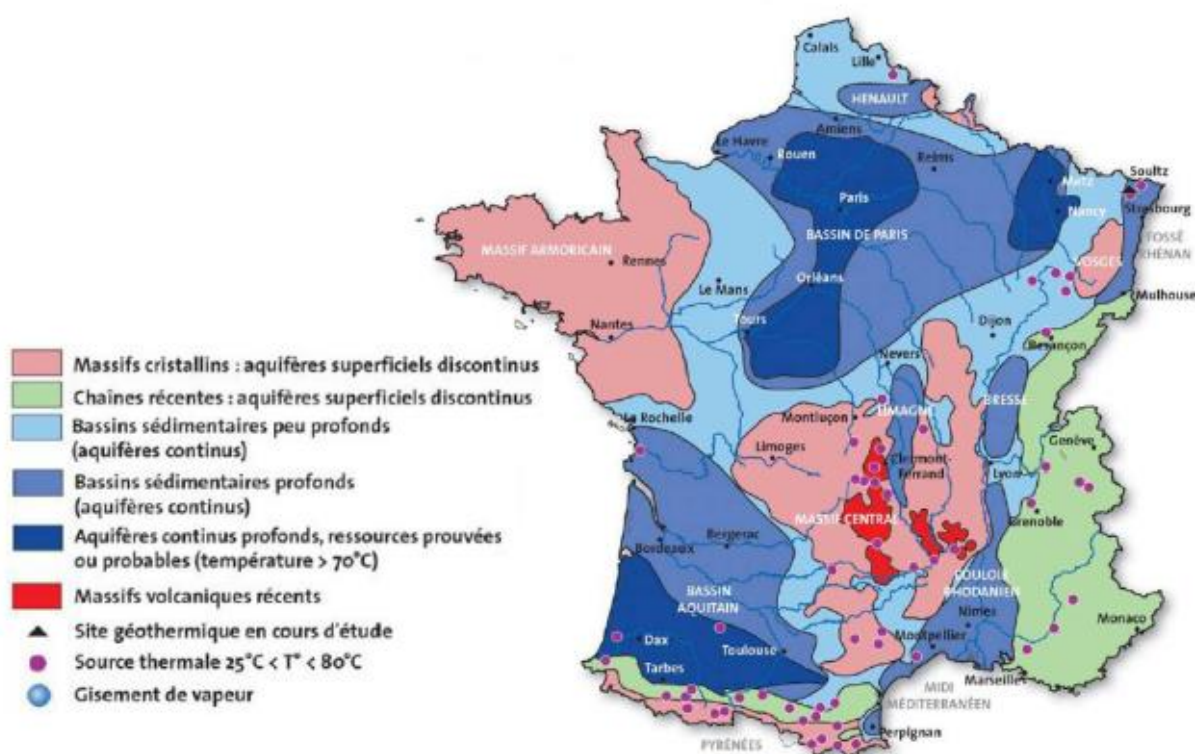 Calais
Lille
HENAULT
Amiens
Le Havre
Rouen
Reims
Soultz
Metz
Paris
Nancy
Strasbourg
BASSIN DE PARIS
FOSSÉ
RHÉNAN
MASSIF ARMORICAIN
VOSGES
Rennes
Orléans
Le Mans
Mulhouse
Tours
Dijon
Nantes
Besançon
Nevers
Massifs cristallins : aquifères superficiels discontinus
Chaînes récentes : aquifères superficiels discontinus
Bassins sédimentaires peu profonds
(aquifères continus)
Bassins sédimentaires profonds
(aquifères continus)
Aquifères continus profonds, ressources prouvées
ou probables (température > 70°C)
Massifs volcaniques récents
Site géothermique en cours d'étude
Source thermale 25°C < T° < 80°C
Gisement de vapeur
BRESSE
La Rochelle
Montluçon
LIMAGNE
Genève
Limoges
Clermont-
Ferrand
Lyon
MASSIF CENTRAL
Grenoble
Bergerac
Bordeaux
COULOIR
RHODANIEN
BASSIN
AQUITAIN
Nimes
Monaco
Dax
Montpellier
Toulouse
Tarbes
Marseille
MIDI
MÉDITERRANÉEN
Perpignan
PYRÉNÉES